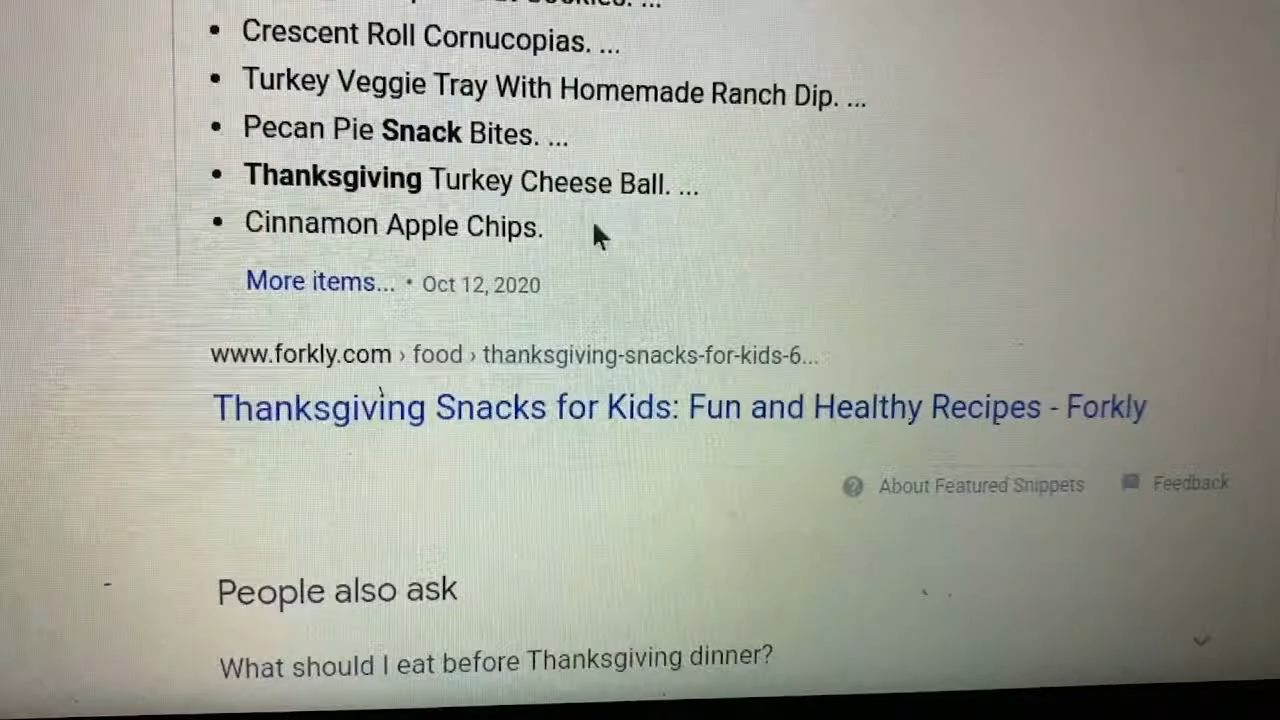 Crescent Roll Cornucopias. ...
Turkey Veggie Tray With Homemade Ranch Dip. ...
Pecan Pie Snack Bites. ...
Thanksgiving Turkey Cheese Ball. ...
Cinnamon Apple Chips.
More items... • Oct 12, 2020
www.forkly.com › food › thanksgiving-snacks-for-kids-6...
Thanksgiving Snacks for Kids: Fun and Healthy Recipes - Forkly
About Featured Snippets Feedback
People also ask
What should I eat before Thanksgiving dinner?